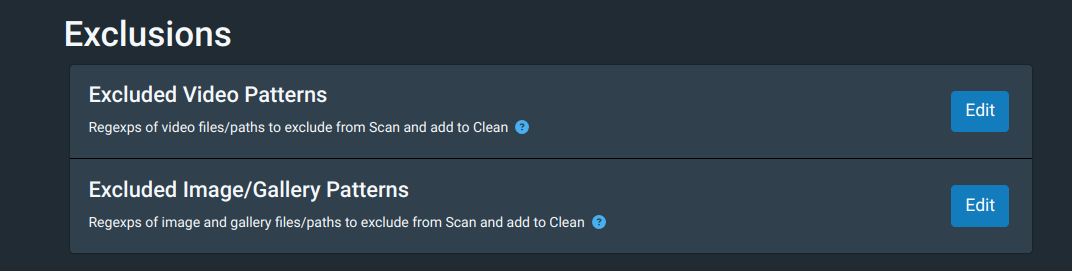 Exclusions
Excluded Video Patterns
Regexps of video files/paths to exclude from Scan and add to Clean ?
Edit
Excluded Image/Gallery Patterns
Regexps of image and gallery files/paths to exclude from Scan and add to Clean ?
Edit